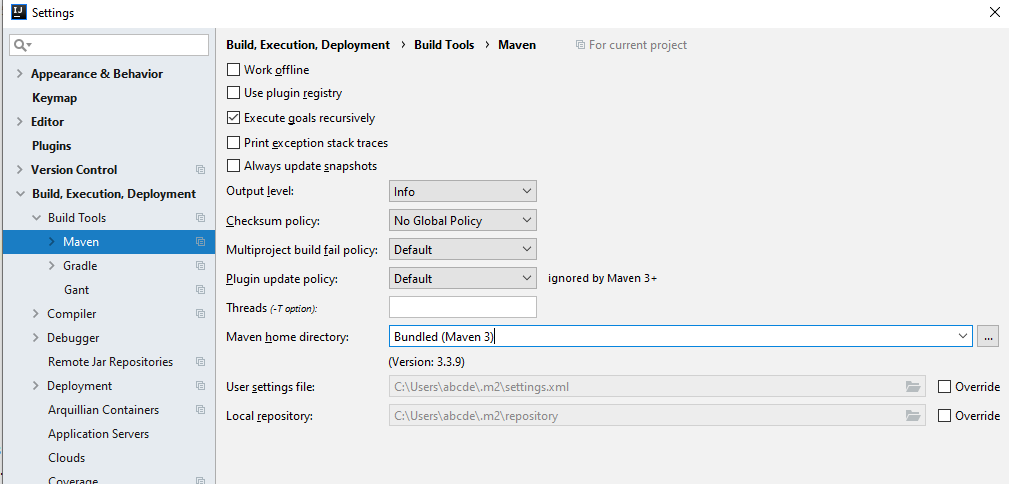 IJ Settings
Appearance & Behavior
Keymap
Editor
Plugins
Version Control
Build, Execution, Deployment
Build Tools
Maven
Gradle
Gant
Compiler
Debugger
Remote Jar Repositories
Deployment
Arquillian Containers
Application Servers
Clouds
Coverage
Build, Execution, Deployment › Build Tools › Maven For current project
Work offline
Use plugin registry
Execute goals recursively
Print exception stack traces
Always update snapshots
Output level: Info
Checksum policy: No Global Policy
Multiproject build fail policy: Default
Plugin update policy: Default ignored by Maven 3+
Threads (-T option):
Maven home directory: Bundled (Maven 3) ...
(Version: 3.3.9)
User settings file: C:\Users\abcde\.m2\settings.xml Override
Local repository: C:\Users\abcde\.m2\repository Override